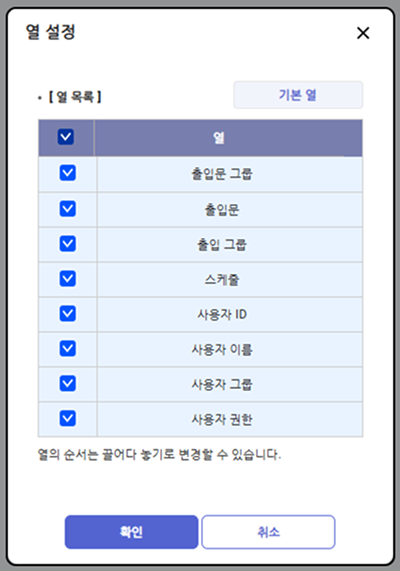 열 설정
• [ 열 목록 ]
기본 열
열
출입문 그룹
출입문
출입 그룹
스케줄
사용자 ID
사용자 이름
사용자 그룹
사용자 권한
열의 순서는 끌어다 놓기로 변경할 수 있습니다.
확인
취소